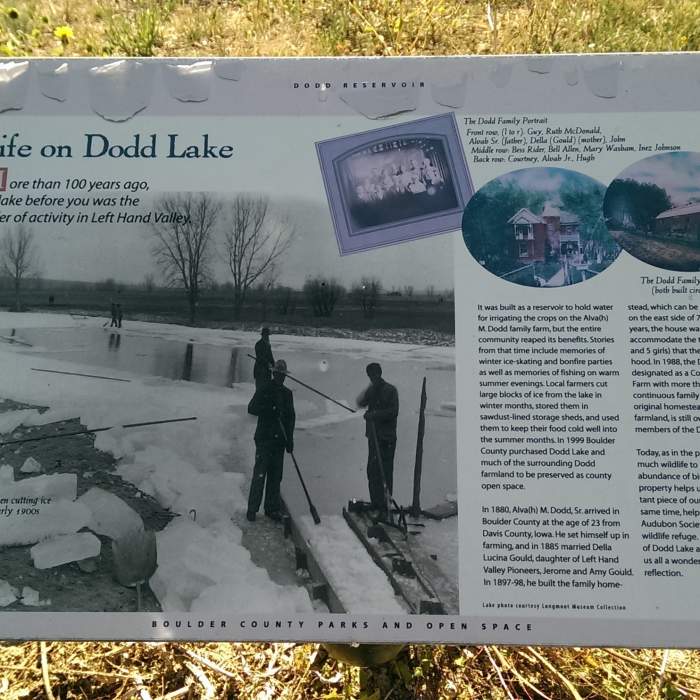 DODD RESERVOIR
ife on Dodd Lake
ore than 100 years ago,
lake before you was the
er of activity in Left Hand Valley.
The Dodd Family Portrait
Front row, (l to r): Guy, Ruth McDonald,
Alvah Sr. (father), Della (Gould) (mother), John
Middle row: Bess Rider, Bell Allen, Mary Washam, Inez Johnson
Back row: Courtney, Alvah Jr., Hugh
The Dodd Family
(both built cir
It was built as a reservoir to hold water
for irrigating the crops on the Alva(h)
M. Dodd family farm, but the entire
community reaped its benefits. Stories
from that time include memories of
winter ice-skating and bonfire parties
as well as memories of fishing on warm
summer evenings. Local farmers cut
large blocks of ice from the lake in
winter months, stored them in
sawdust-lined storage sheds, and used
them to keep their food cold well into
the summer months. In 1999 Boulder
County purchased Dodd Lake and
much of the surrounding Dodd
farmland to be preserved as county
open space.
In 1880, Alva(h) M. Dodd, Sr. arrived in
Boulder County at the age of 23 from
Davis County, Iowa. He set himself up in
farming, and in 1885 married Della
Lucina Gould, daughter of Left Hand
Valley Pioneers, Jerome and Amy Gould.
In 1897-98, he built the family home-
stead, which can be
on the east side of 7
years, the house wa
accommodate the
and 5 girls) that the
hood. In 1988, the D
designated as a Co
Farm with more th
continuous family
original homestea
farmland, is still ow
members of the D
Today, as in the p
much wildlife to
abundance of bi
property helps u
tant piece of our
same time, help
Audubon Socie
wildlife refuge.
of Dodd Lake a
us all a wonde
reflection.
en cutting ice
rly 1900s
Lake photo courtesy Longmont Museum Collection
BOULDER COUNTY PARKS AND OPEN SPACE